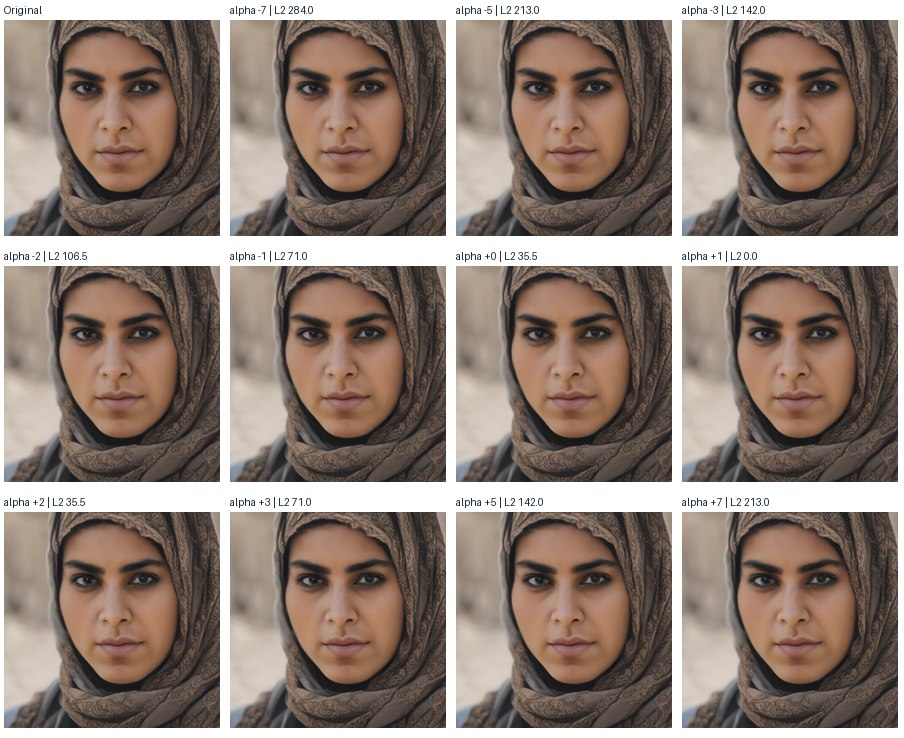 Original
alpha -7 | L2 284.0
alpha -5 | L2 213.0
alpha -3 | L2 142.0
alpha -2 | L2 106.5
alpha -1 | L2 71.0
alpha +0 | L2 35.5
alpha +1 | L2 0.0
alpha +2 | L2 35.5
alpha +3 | L2 71.0
alpha +5 | L2 142.0
alpha +7 | L2 213.0